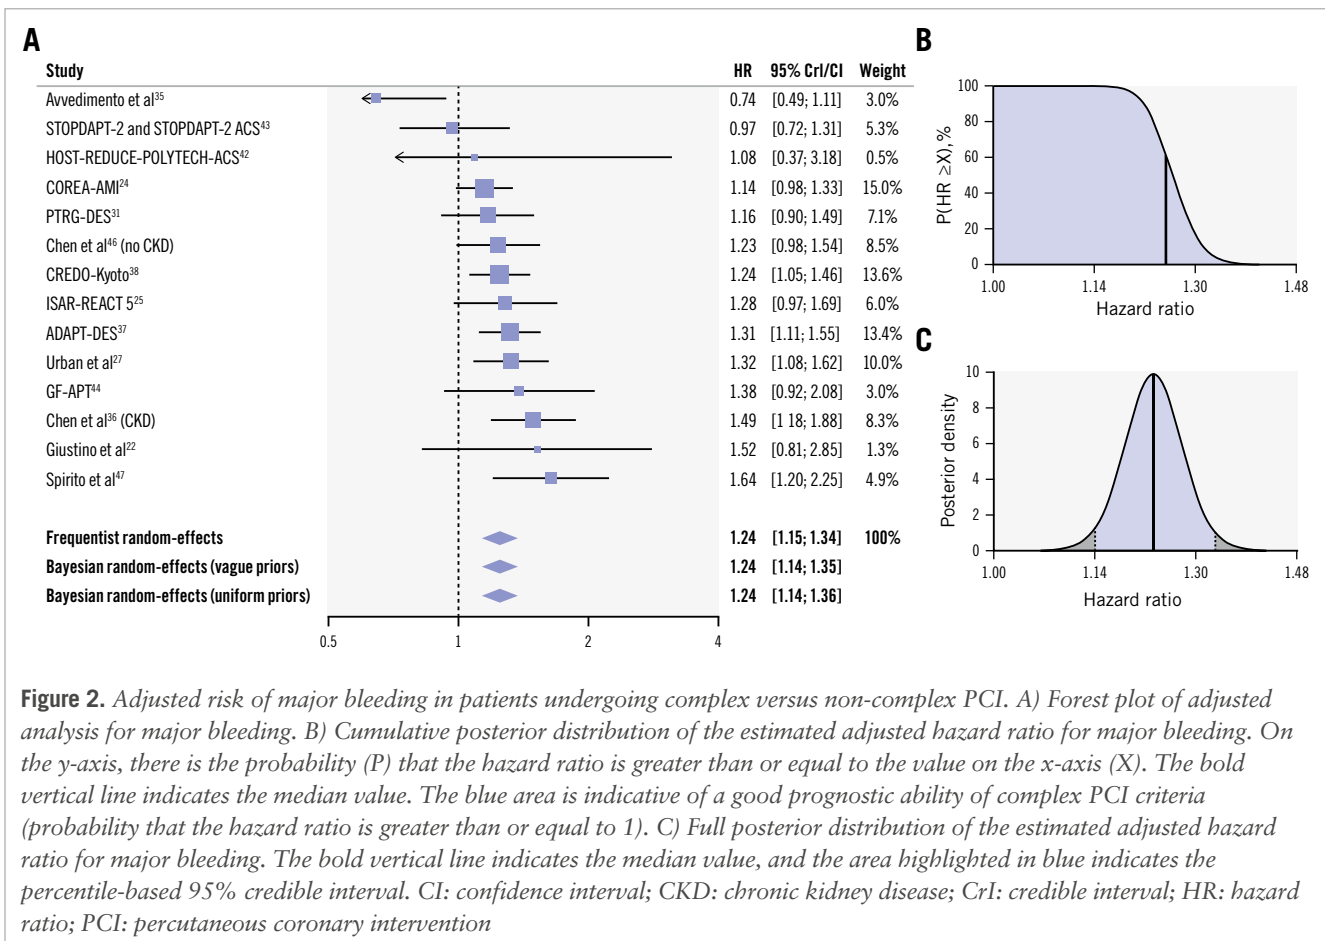 A
Study HR 95% CrI/CI Weight
Avvedimento et al35 0.74 [0.49; 1.11] 3.0%
STOPDAPT-2 and STOPDAPT-2 ACS43 0.97 [0.72; 1.31] 5.3%
HOST-REDUCE-POLYTECH-ACS42 1.08 [0.37; 3.18] 0.5%
COREA-AMI24 1.14 [0.98; 1.33] 15.0%
PTRG-DES31 1.16 [0.90; 1.49] 7.1%
Chen et al46 (no CKD) 1.23 [0.98; 1.54] 8.5%
CREDO-Kyoto38 1.24 [1.05; 1.46] 13.6%
ISAR-REACT 525 1.28 [0.97; 1.69] 6.0%
ADAPT-DES37 1.31 [1.11; 1.55] 13.4%
Urban et al27 1.32 [1.08; 1.62] 10.0%
GF-APT44 1.38 [0.92; 2.08] 3.0%
Chen et al36 (CKD) 1.49 [1 18; 1.88] 8.3%
Giustino et al22 1.52 [0.81; 2.85] 1.3%
Spirito et al47 1.64 [1.20; 2.25] 4.9%
Frequentist random-effects 1.24 [1.15; 1.34] 100%
Bayesian random-effects (vague priors) 1.24 [1.14; 1.35]
Bayesian random-effects (uniform priors) 1.24 [1.14; 1.36]
0.5 1 2 4
B
P(HR ≥X), %
100
80
60
40
20
0
1.00 1.14 1.30 1.48
Hazard ratio
C
Posterior density
10
8
6
4
2
0
1.00 1.14 1.30 1.48
Hazard ratio
Figure 2. Adjusted risk of major bleeding in patients undergoing complex versus non-complex PCI. A) Forest plot of adjusted
analysis for major bleeding. B) Cumulative posterior distribution of the estimated adjusted hazard ratio for major bleeding. On
the y-axis, there is the probability (P) that the hazard ratio is greater than or equal to the value on the x-axis (X). The bold
vertical line indicates the median value. The blue area is indicative of a good prognostic ability of complex PCI criteria
(probability that the hazard ratio is greater than or equal to 1). C) Full posterior distribution of the estimated adjusted hazard
ratio for major bleeding. The bold vertical line indicates the median value, and the area highlighted in blue indicates the
percentile-based 95% credible interval. CI: confidence interval; CKD: chronic kidney disease; CrI: credible interval; HR: hazard
ratio; PCI: percutaneous coronary intervention